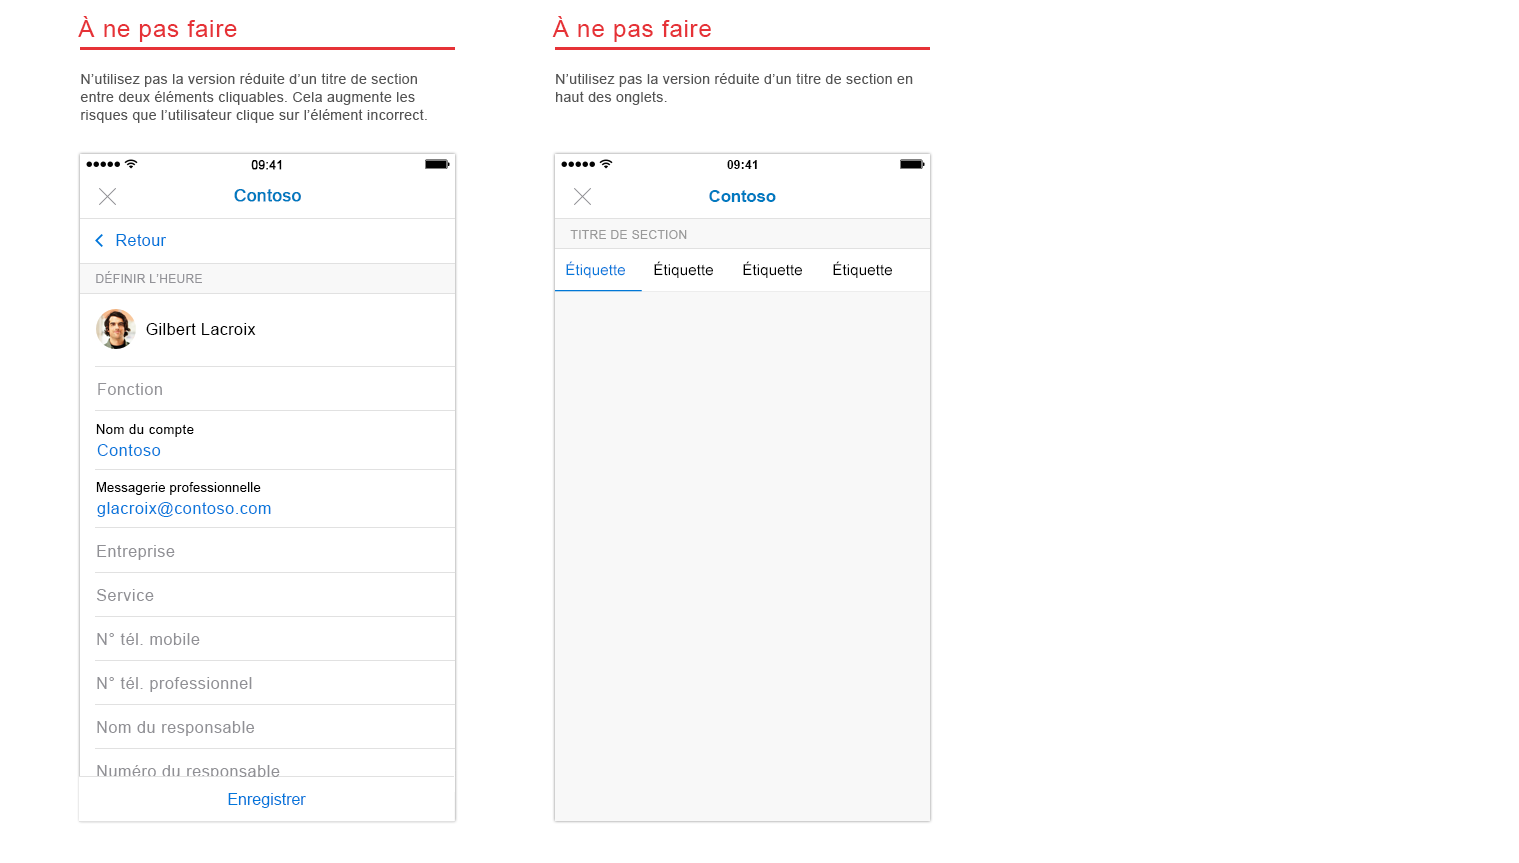 À ne pas faire
N’utilisez pas la version réduite d’un titre de section
entre deux éléments cliquables. Cela augmente les
risques que l’utilisateur clique sur l’élément incorrect.
09:41
Contoso
Retour
DÉFINIR L’HEURE
Gilbert Lacroix
Fonction
Nom du compte
Contoso
Messagerie professionnelle
glacroix@contoso.com
Entreprise
Service
N° tél. mobile
N° tél. professionnel
Nom du responsable
Numéro du responsable
Enregistrer
À ne pas faire
N’utilisez pas la version réduite d’un titre de section en
haut des onglets.
09:41
Contoso
TITRE DE SECTION
Étiquette Étiquette Étiquette Étiquette